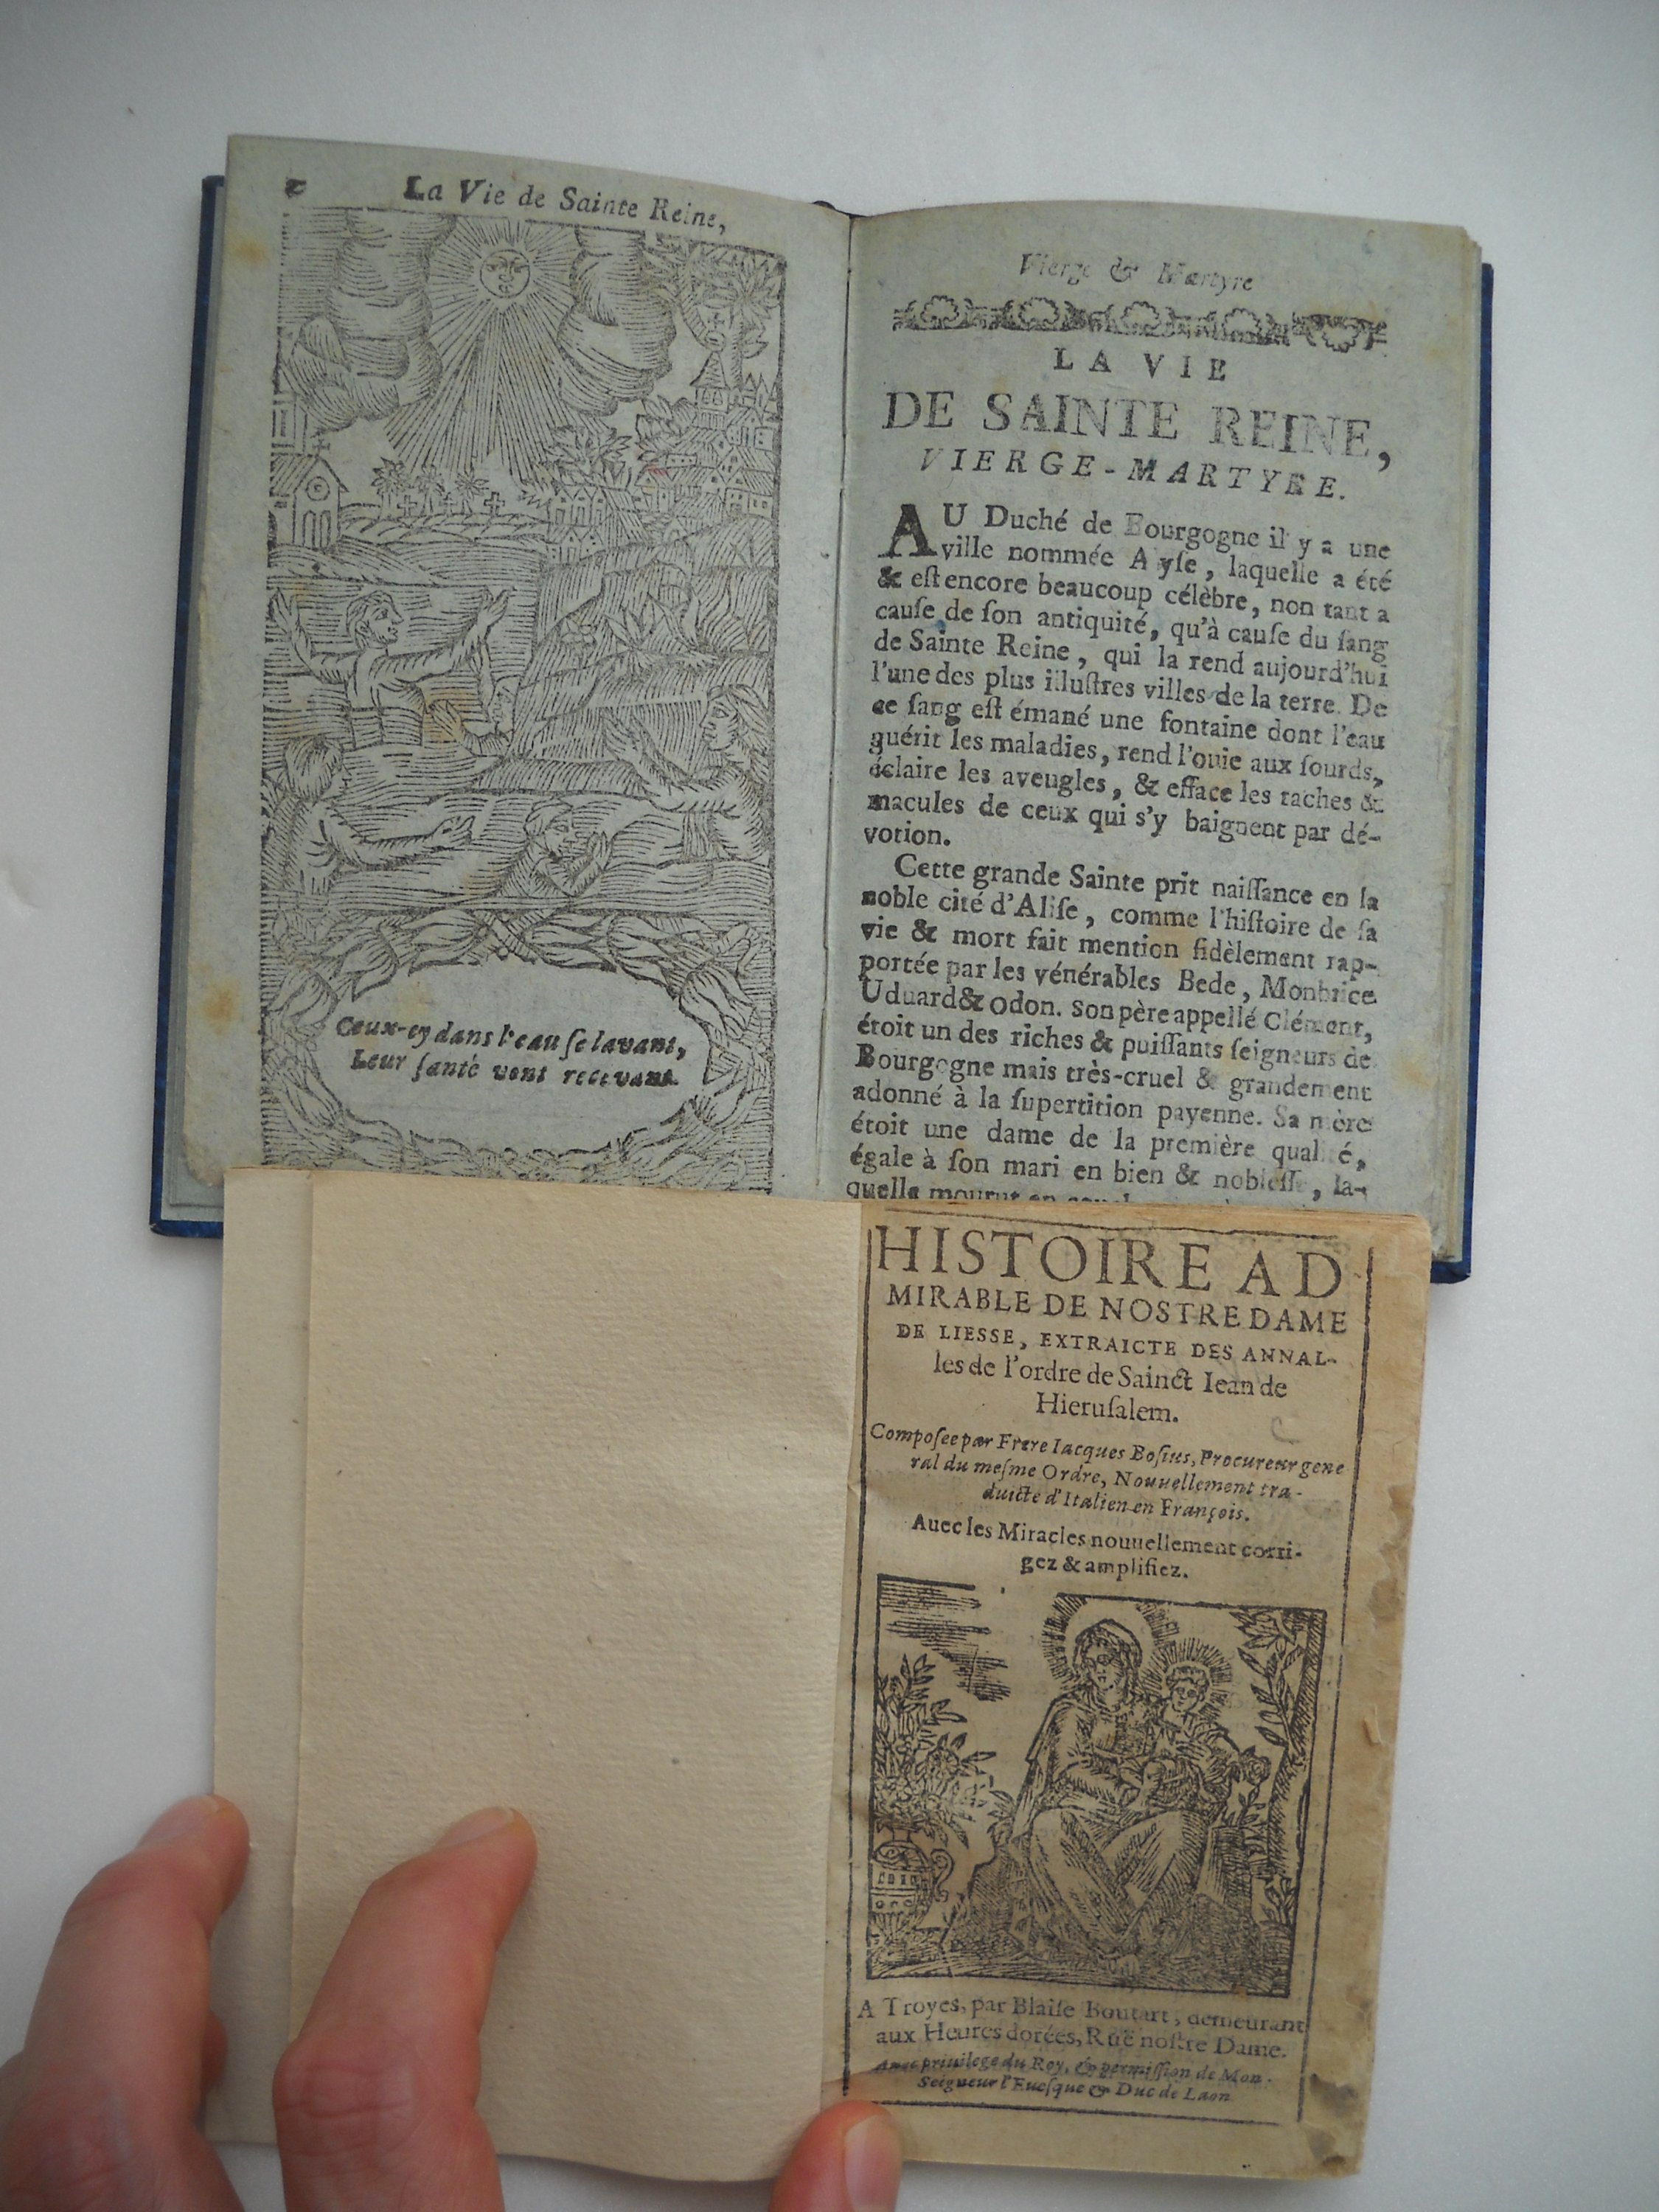 La Vie de Sainte Reine,
Ceux-cy dans l'eau ſe lavant,
Leur ſanté vont recevant.
Vierge & Martyre
LA VIE
DE SAINTE REINE,
VIERGE-MARTYRE.
AU Duché de Bourgogne il y a une
ville nommée Ayſe, laquelle a été
& eſt encore beaucoup célèbre, non tant a
cauſe de ſon antiquité, qu'à cauſe du ſang
de Sainte Reine, qui la rend aujourd'hui
l'une des plus illuſtres villes de la terre. De
ce ſang eſt émané une fontaine dont l'eau
guérit les maladies, rend l'ouie aux ſourds,
éclaire les aveugles, & efface les taches &
macules de ceux qui s'y baignent par dé-
votion.
Cette grande Sainte prit naiſſance en la
noble cité d'Aliſe, comme l'hiſtoire de ſa
vie & mort fait mention fidèlement rap-
portée par les vénérables Bede, Monbrice
Uduard & Odon. Son père appellé Clément,
étoit un des riches & puiſſants ſeigneurs de
Bourgogne mais très-cruel & grandement
adonné à la ſupertition payenne. Sa mère
étoit une dame de la première qualité,
égale à ſon mari en bien & nobleſſe, la-
quelle mourut en
HISTOIRE AD
MIRABLE DE NOSTRE DAME
DE LIESSE, EXTRAICTE DES ANNAL-
les de l'ordre de Sainct Iean de
Hieruſalem.
Compoſee par Frere Iacques Boſius, Procureur gene
ral du meſme Ordre, Nouuellement tra-
duicte d'Italien en François.
Auec les Miracles nouuellement corri-
gez & amplifiez.
A Troyes, par Blaiſe Boutart, demeurant
aux Heures dorées, Ruë noſtre Dame.
Auec priuilege du Roy, & permiſſion de Mon-
Seigneur l'Eueſque & Duc de Laon